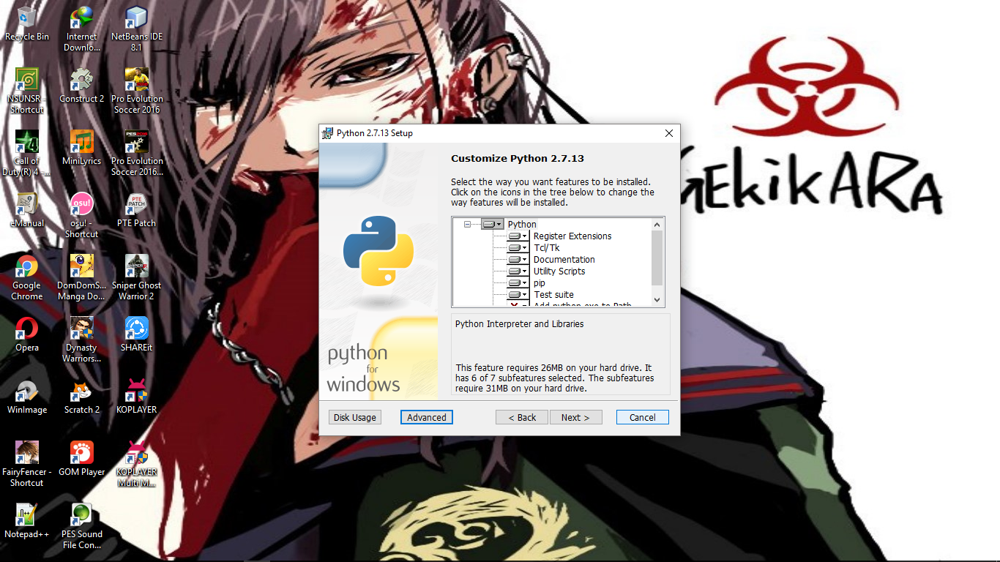 Recycle Bin
Internet
Downlo...
NetBeans IDE
8.1
NSUNSR -
Shortcut
Construct 2
Pro Evolution
Soccer 2016
Call of
Duty(R) 4 -...
MiniLyrics
Pro Evolution
Soccer 2016...
eManual
osu! -
Shortcut
PTE Patch
Google
Chrome
DomDomS...
Manga Do...
Sniper Ghost
Warrior 2
Opera
Dynasty
Warriors...
SHAREit
WinImage
Scratch 2
KOPLAYER
FairyFencer -
Shortcut
GOM Player
KOPLAYER
Multi M...
Notepad++
PES Sound
File Con...
osu!
PTE
PATCH
Python 2.7.13 Setup
Customize Python 2.7.13
Select the way you want features to be installed.
Click on the icons in the tree below to change the
way features will be installed.
Python
Register Extensions
Tcl/Tk
Documentation
Utility Scripts
pip
Test suite
Add python.exe to Path
Python Interpreter and Libraries
This feature requires 26MB on your hard drive. It
has 6 of 7 subfeatures selected. The subfeatures
require 31MB on your hard drive.
python
for
windows
Disk Usage
Advanced
< Back
Next >
Cancel
GEkikARA